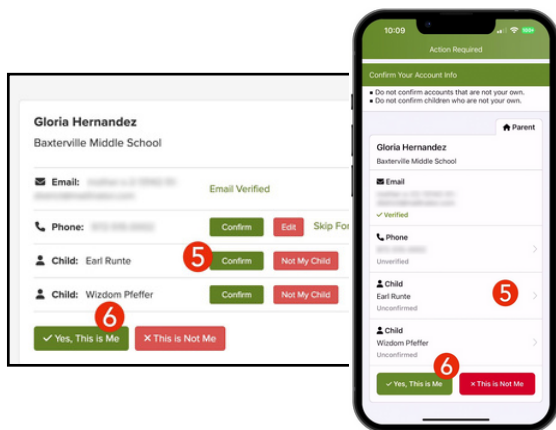 Gloria Hernandez
Baxterville Middle School
Email:
Email Verified
Phone:
Confirm Edit Skip For
Child: Earl Runte 5 Confirm Not My Child
Child: Wizdom Pfeffer Confirm Not My Child
6
✓ Yes, This is Me × This is Not Me
10:09
Action Required
Confirm Your Account Info
• Do not confirm accounts that are not your own.
• Do not confirm children who are not your own.
Parent
Gloria Hernandez
Baxterville Middle School
Email
✓ Verified
Phone
Unverified
Child
Earl Runte
Unconfirmed
5
Child
Wizdom Pfeffer
Unconfirmed
6
✓ Yes, This is Me × This is Not Me